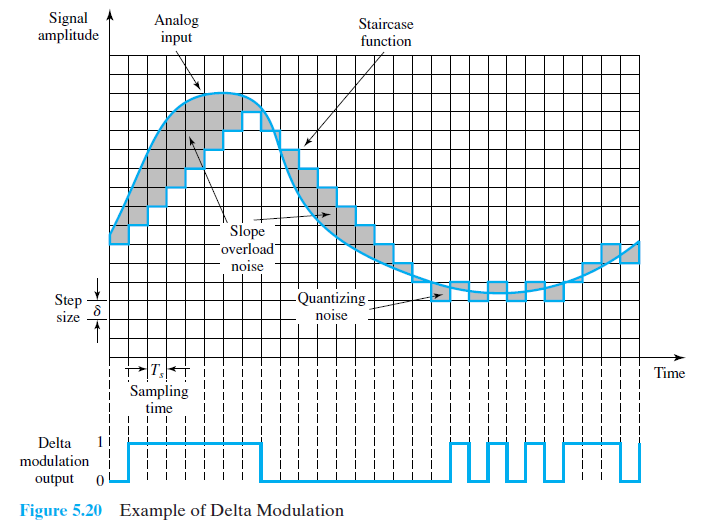 Signal
amplitude
Analog
input
Staircase
function
Slope
overload
noise
Step
size
δ
Quantizing
noise
Tₛ
Sampling
time
Time
Delta
modulation
output
1
0
Figure 5.20 Example of Delta Modulation